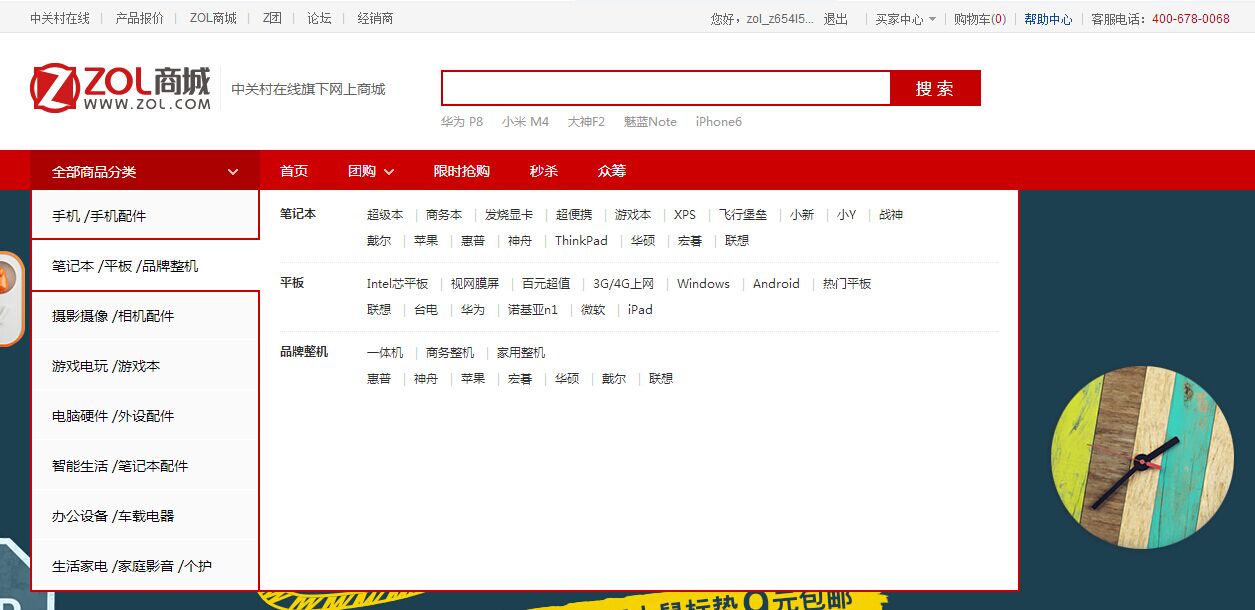 中关村在线 产品报价 ZOL商城 Z团 论坛 经销商 您好，zol_z654l5... 退出 买家中心 购物车(0) 帮助中心 客服电话：400-678-0068
ZOL商城
WWW.ZOL.COM
中关村在线旗下网上商城
搜 索
华为 P8 小米 M4 大神F2 魅蓝Note iPhone6
全部商品分类 首页 团购 限时抢购 秒杀 众筹
手机 /手机配件
笔记本 /平板 /品牌整机
摄影摄像 /相机配件
游戏电玩 /游戏本
电脑硬件 /外设配件
智能生活 /笔记本配件
办公设备 /车载电器
生活家电 /家庭影音 /个护
笔记本 超级本 商务本 发烧显卡 超便携 游戏本 XPS 飞行堡垒 小新 小Y 战神
戴尔 苹果 惠普 神舟 ThinkPad 华硕 宏碁 联想
平板 Intel芯平板 视网膜屏 百元超值 3G/4G上网 Windows Android 热门平板
联想 台电 华为 诺基亚n1 微软 iPad
品牌整机 一体机 商务整机 家用整机
惠普 神舟 苹果 宏碁 华硕 戴尔 联想
鼠标垫 0元包邮